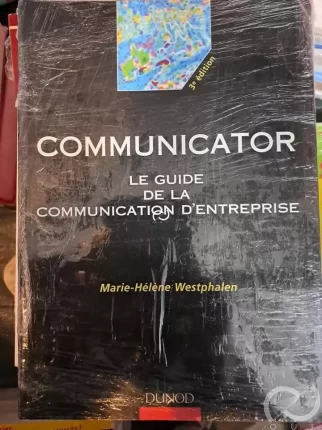 3e édition
COMMUNICATOR
LE GUIDE
DE LA
COMMUNICATION D'ENTREPRISE
Marie-Hélène Westphalen
DUNOD